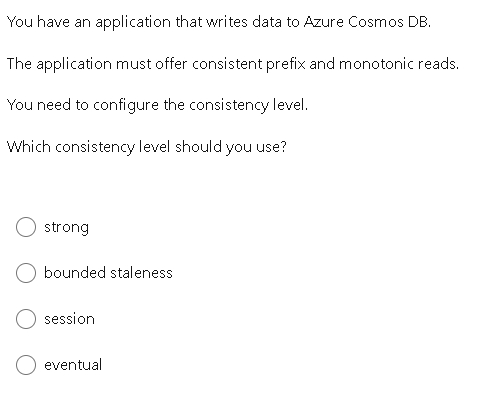 You have an application that writes data to Azure Cosmos DB.
The application must offer consistent prefix and monotonic reads.
You need to configure the consistency level.
Which consistency level should you use?
strong
bounded staleness
session
eventual